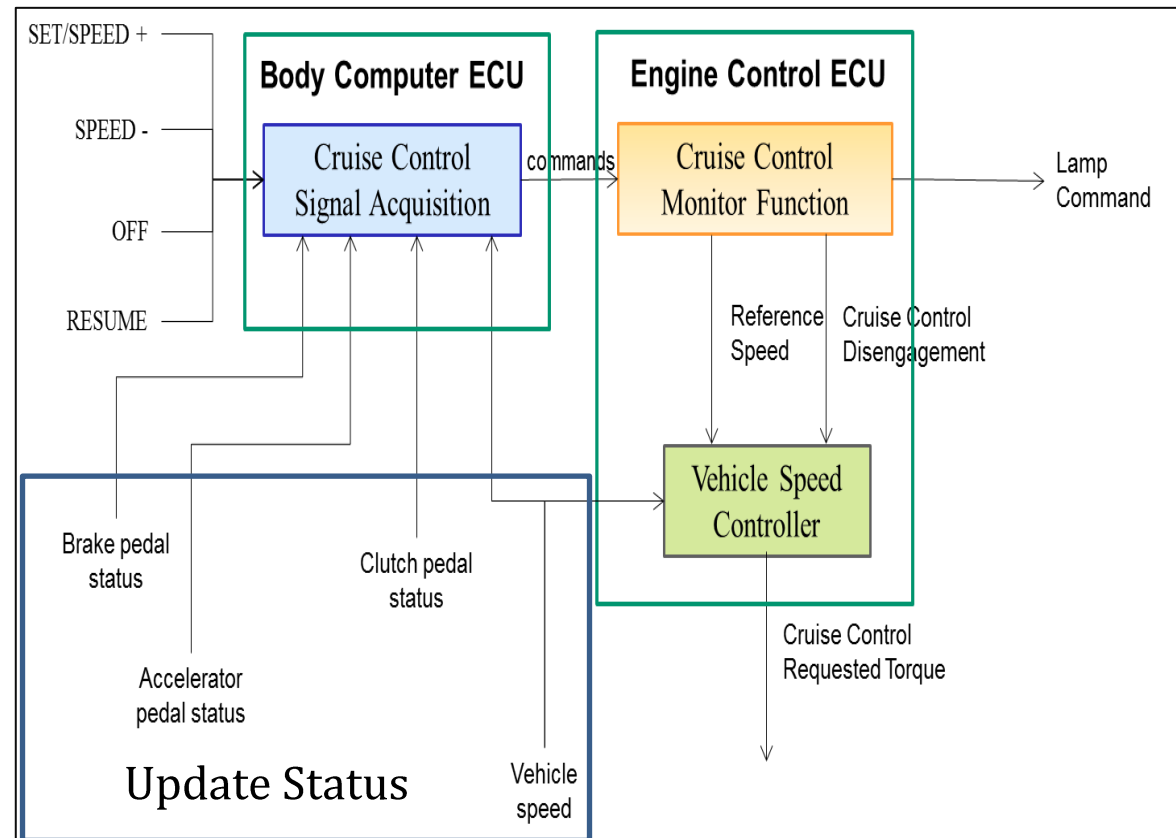 SET/SPEED +
SPEED -
OFF
RESUME
Body Computer ECU
Cruise Control
Signal Acquisition
commands
Engine Control ECU
Cruise Control
Monitor Function
Lamp
Command
Reference
Speed
Cruise Control
Disengagement
Vehicle Speed
Controller
Brake pedal
status
Clutch pedal
status
Accelerator
pedal status
Vehicle
speed
Update Status
Cruise Control
Requested Torque